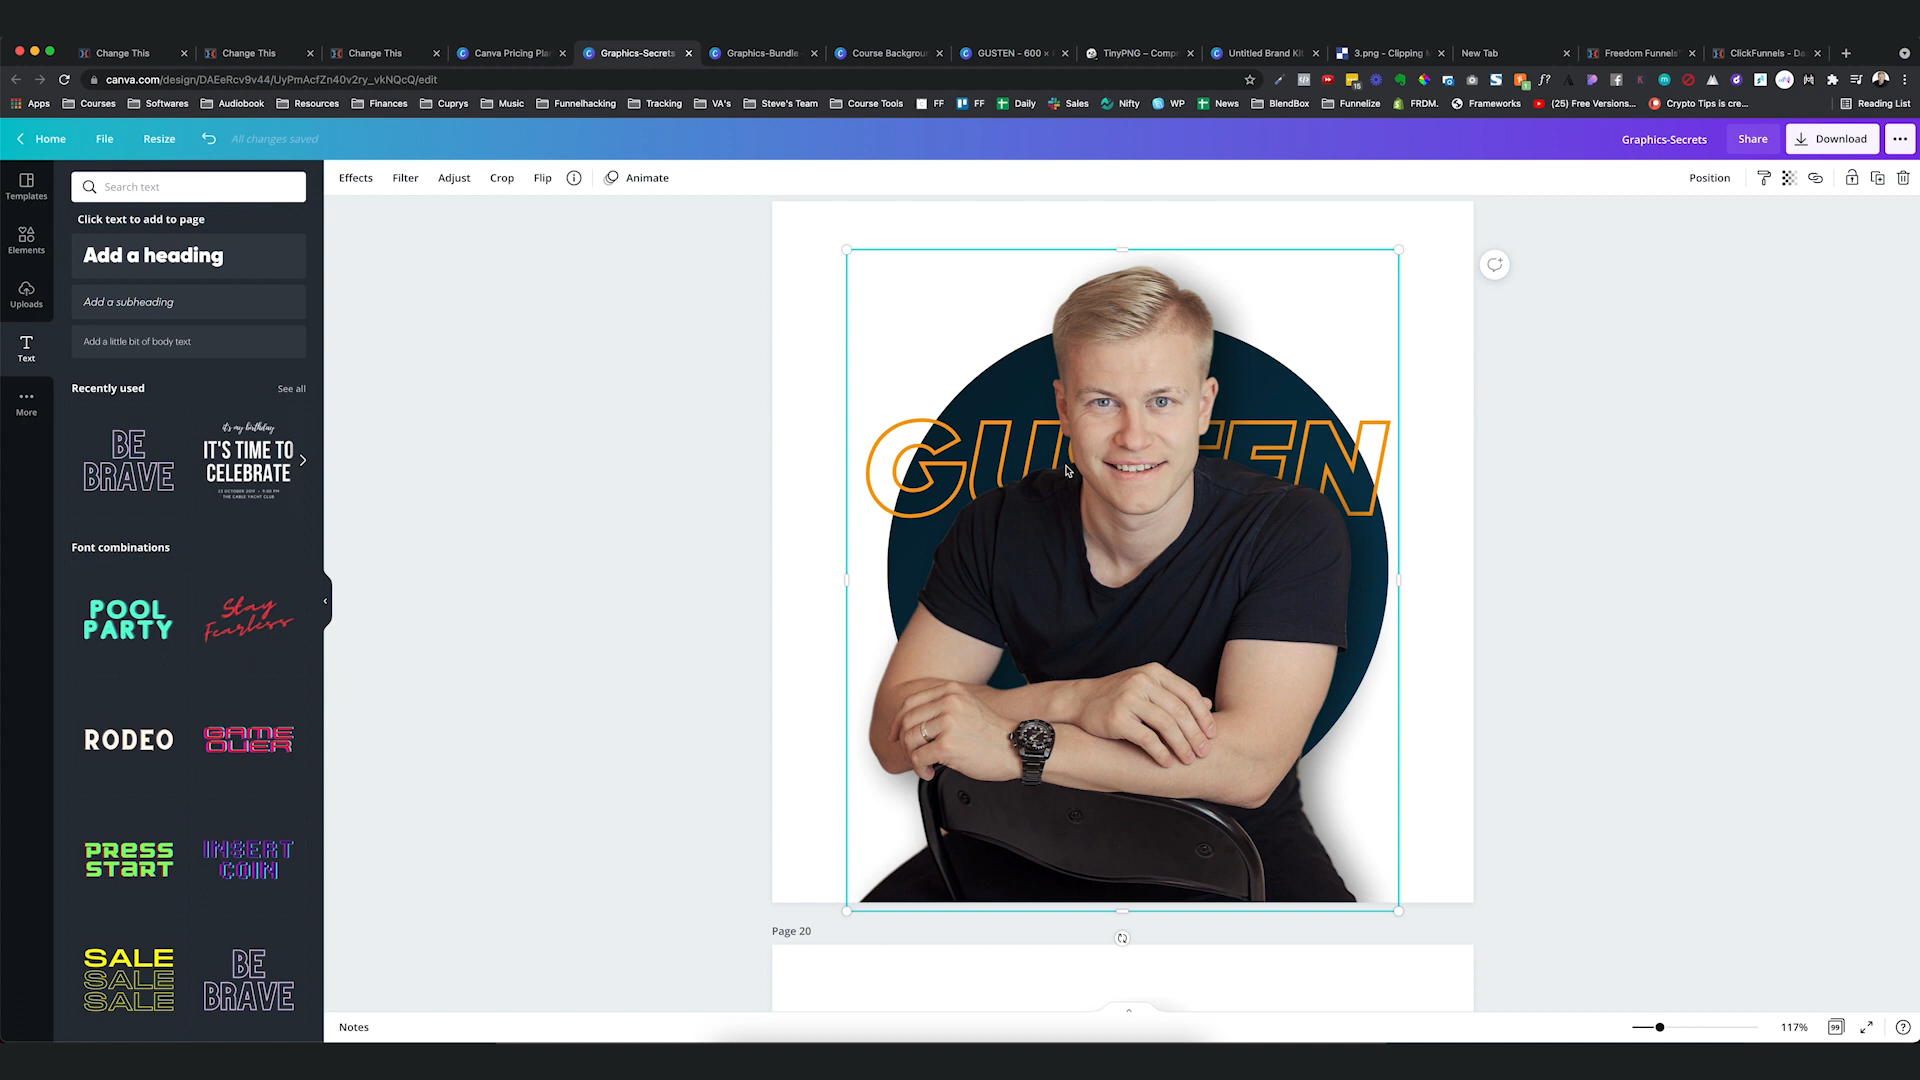 Change This
Change This
Change This
Canva Pricing Pla
Graphics-Secrets
Graphics-Bundle
Course Backgrou
GUSTEN - 600 ×
TinyPNG – Comp
Untitled Brand Kit
3.png - Clipping
New Tab
Freedom Funnels
ClickFunnels - Da
canva.com/design/DAEeRcv9v44/UyPmAcfZn40v2ry_vkNQcQ/edit
Apps
Courses
Softwares
Audiobook
Resources
Finances
Cuprys
Music
Funnelhacking
Tracking
VA's
Steve's Team
Course Tools
FF
FF
Daily
Sales
Nifty
WP
News
BlendBox
Funnelize
FRDM.
Frameworks
(25) Free Versions...
Crypto Tips is cre...
Reading List
Home
File
Resize
All changes saved
Graphics-Secrets
Share
Download
Templates
Elements
Uploads
Text
More
Search text
Click text to add to page
Add a heading
Add a subheading
Add a little bit of body text
Recently used
See all
BE
BRAVE
it's my birthday
IT'S TIME TO
CELEBRATE
Font combinations
POOL
PARTY
Stay
Fearless
RODEO
GAME
OVER
PRESS
START
INSERT
COIN
SALE
SALE
SALE
BE
BRAVE
Effects
Filter
Adjust
Crop
Flip
Animate
Position
GUSTEN
Page 20
Notes
117%
99